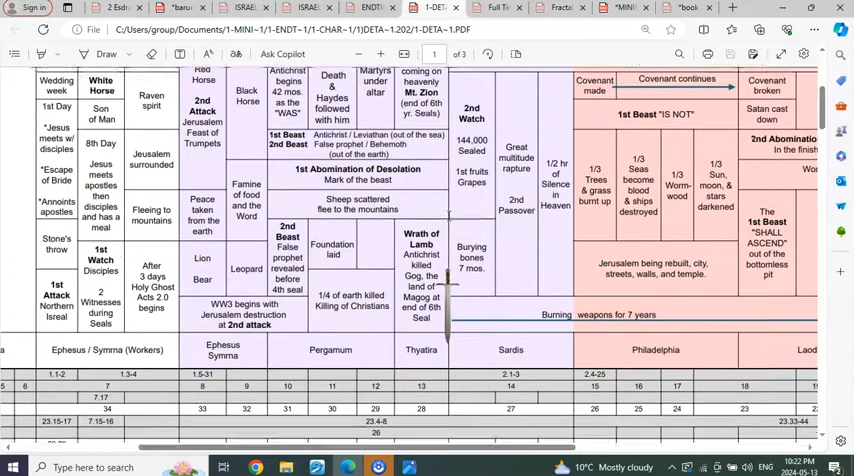 Sign in
2 Esdra
*baruc
ISRAEL
ISRAEL
ENDTI
1-DETA
Full Tim
Fractal
*MINIS
*book
File
C:/Users/group/Documents/1-MINI~1/1-ENDT~1/1-CHAR~1/1)DETA~1.202/1-DETA~1.PDF
Draw
Ask Copilot
1 of 3
Wedding week
1st Day
*Jesus meets w/ disciples
*Escape of Bride
*Annoints apostles
Stone's throw
1st Attack
Northern Isreal
White Horse
Son of Man
8th Day
Jesus meets apostles then disciples and has a meal
1st Watch
Disciples
2 Witnesses during Seals
Raven spirit
Jerusalem surrounded
Fleeing to mountains
After 3 days Holy Ghost Acts 2.0 begins
Red Horse
2nd Attack
Jerusalem Feast of Trumpets
Peace taken from the earth
Lion
Bear
Black Horse
Famine of food and the Word
Leopard
WW3 begins with Jerusalem destruction at 2nd attack
Antichrist begins 42 mos. as the "WAS"
Death & Haydes followed with him
Martyrs under altar
coming on heavenly Mt. Zion (end of 6th yr. Seals)
1st Beast Antichrist / Leviathan (out of the sea)
2nd Beast False prophet / Behemoth (out of the earth)
1st Abomination of Desolation
Mark of the beast
Sheep scattered
flee to the mountains
2nd Beast
False prophet revealed before 4th seal
Foundation laid
1/4 of earth killed
Killing of Christians
Wrath of Lamb
Antichrist killed
Gog, the land of Magog at end of 6th Seal
2nd Watch
144,000 Sealed
1st fruits Grapes
Burying bones 7 mos.
Great multitude rapture
2nd Passover
1/2 hr of Silence in Heaven
Burning weapons for 7 years
Covenant made
Covenant continues
Covenant broken
1st Beast "IS NOT"
Satan cast down
2nd Abomination
In the finish
1/3 Trees & grass burnt up
1/3 Seas become blood & ships destroyed
1/3 Worm-wood
1/3 Sun, moon, & stars darkened
The 1st Beast "SHALL ASCEND" out of the bottomless pit
Jerusalem being rebuilt, city, streets, walls, and temple.
Ephesus / Symrna (Workers)
Ephesus Symrna
Pergamum
Thyatira
Sardis
Philadelphia
Laod
1.1-2
1.3-4
1.5-31
2.1-3
2.4-25
5
6
7
8
9
10
11
12
13
14
15
16
17
18
7.17
34
33
32
31
30
29
28
27
26
25
24
23
23.15-17
7.15-16
23.4-8
23.33-44
26
Type here to search
10°C Mostly cloudy
ENG
10:22 PM
2024-05-13